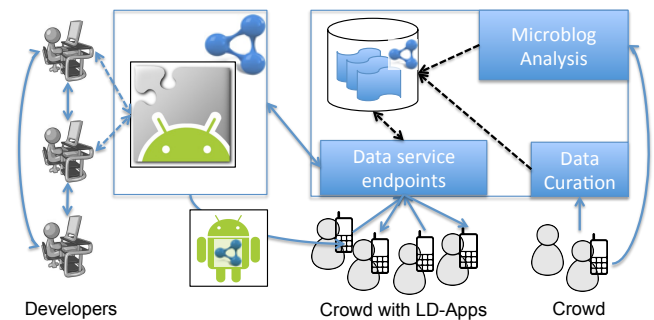 Microblog
Analysis
Data service
endpoints
Data
Curation
Developers
Crowd with LD-Apps
Crowd